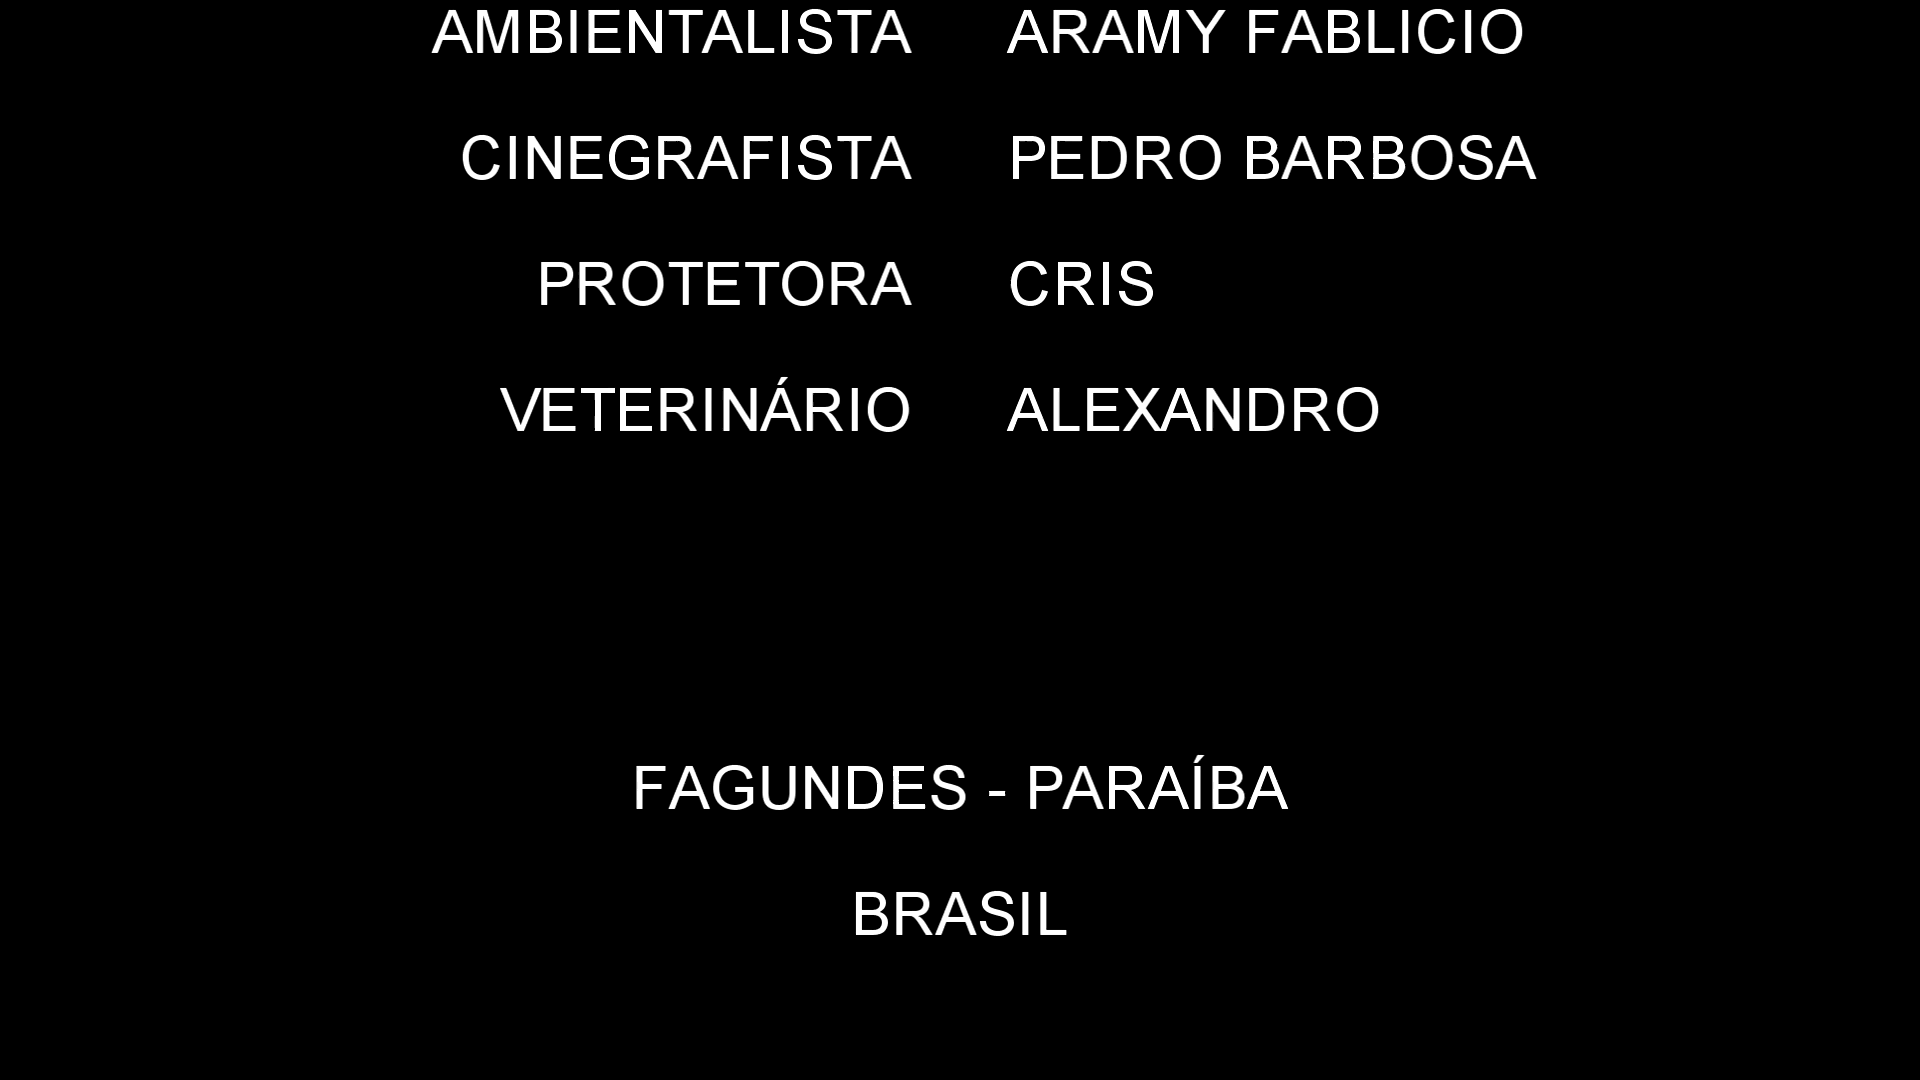 AMBIENTALISTA ARAMY FABLICIO
CINEGRAFISTA PEDRO BARBOSA
PROTETORA CRIS
VETERINÁRIO ALEXANDRO
FAGUNDES - PARAÍBA
BRASIL